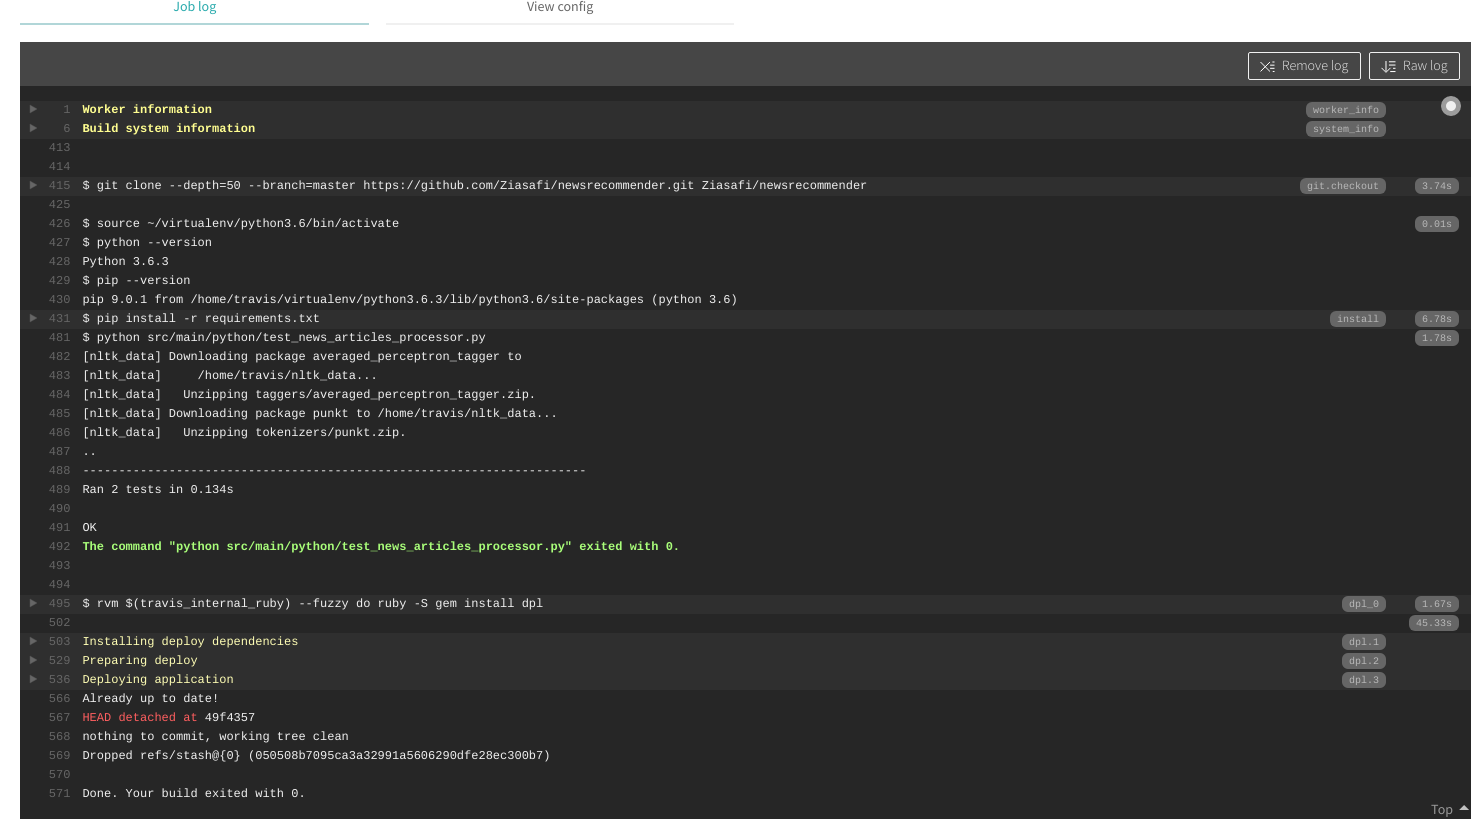 Job log
View config
Remove log
Raw log
1 Worker information worker_info
6 Build system information system_info
413
414
415 $ git clone --depth=50 --branch=master https://github.com/Ziasafi/newsrecommender.git Ziasafi/newsrecommender git.checkout 3.74s
425
426 $ source ~/virtualenv/python3.6/bin/activate 0.01s
427 $ python --version
428 Python 3.6.3
429 $ pip --version
430 pip 9.0.1 from /home/travis/virtualenv/python3.6.3/lib/python3.6/site-packages (python 3.6)
431 $ pip install -r requirements.txt install 6.78s
481 $ python src/main/python/test_news_articles_processor.py 1.78s
482 [nltk_data] Downloading package averaged_perceptron_tagger to
483 [nltk_data]     /home/travis/nltk_data...
484 [nltk_data]   Unzipping taggers/averaged_perceptron_tagger.zip.
485 [nltk_data] Downloading package punkt to /home/travis/nltk_data...
486 [nltk_data]   Unzipping tokenizers/punkt.zip.
487 ..
488 ----------------------------------------------------------------------
489 Ran 2 tests in 0.134s
490
491 OK
492 The command "python src/main/python/test_news_articles_processor.py" exited with 0.
493
494
495 $ rvm $(travis_internal_ruby) --fuzzy do ruby -S gem install dpl dpl_0 1.67s
502 45.33s
503 Installing deploy dependencies dpl.1
529 Preparing deploy dpl.2
536 Deploying application dpl.3
566 Already up to date!
567 HEAD detached at 49f4357
568 nothing to commit, working tree clean
569 Dropped refs/stash@{0} (050508b7095ca3a32991a5606290dfe28ec300b7)
570
571 Done. Your build exited with 0.
Top